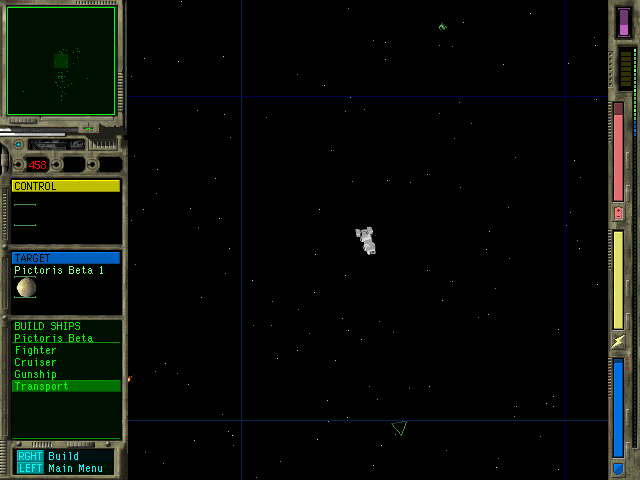 458
CONTROL
TARGET
Pictoris Beta 1
BUILD SHIPS
Pictoris Beta
Fighter
Cruiser
Gunship
Transport
RGHT Build
LEFT Main Menu